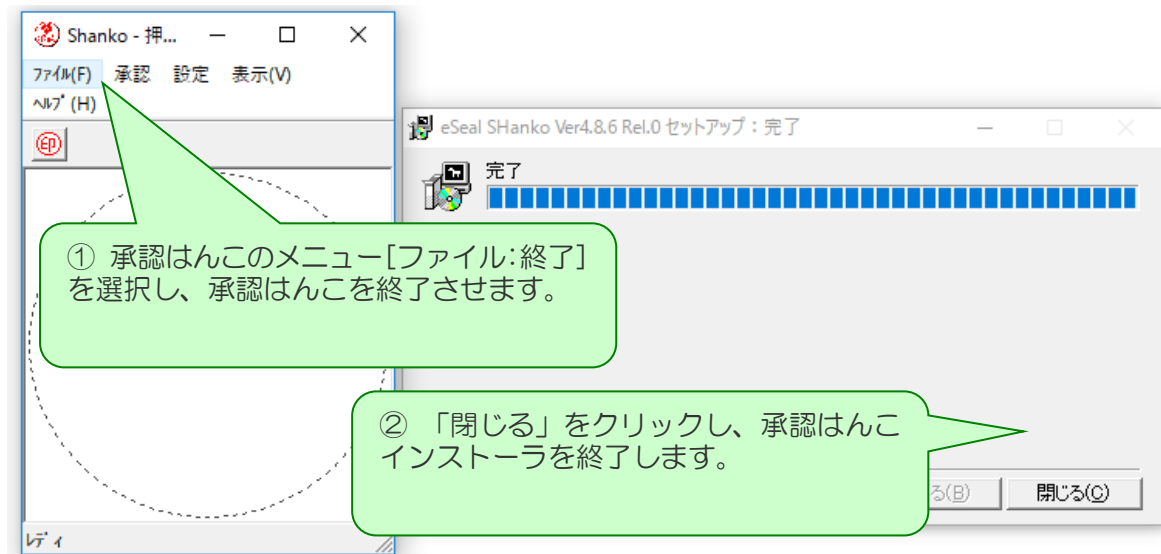 Shanko - 押...
ファイル(F) 承認 設定 表示(V)
ヘルプ(H)
印
eSeal SHanko Ver4.8.6 Rel.0 セットアップ：完了
完了
① 承認はんこのメニュー[ファイル:終了]
を選択し、承認はんこを終了させます。
② 「閉じる」をクリックし、承認はんこ
インストーラを終了します。
る(B) 閉じる(C)
レディ